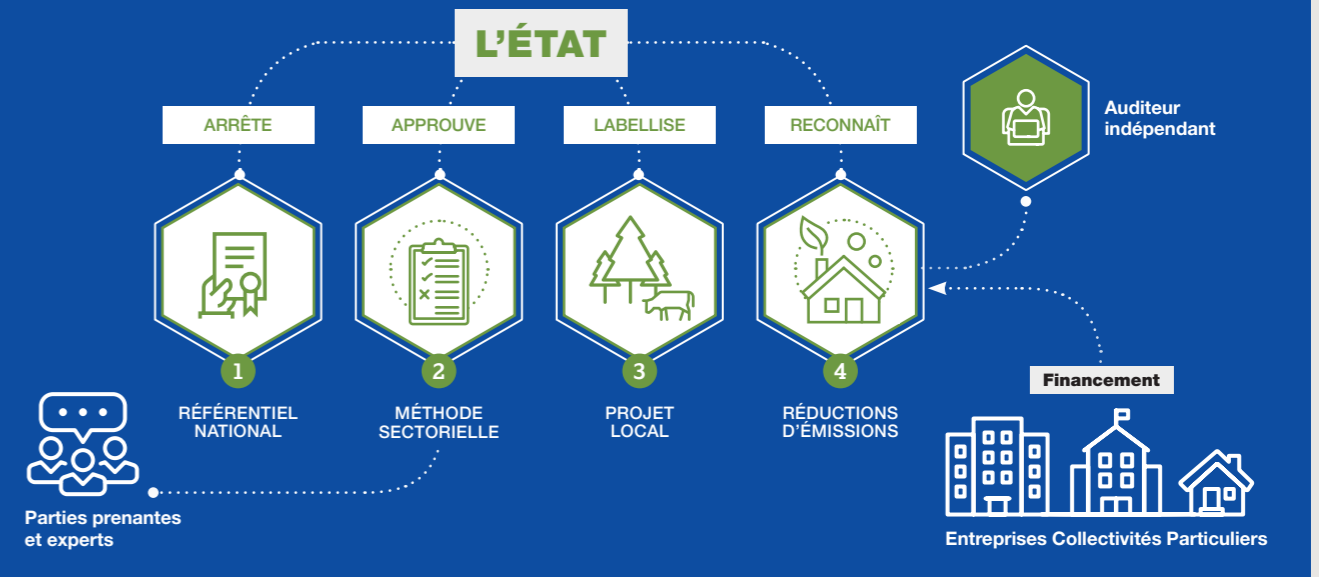 L'ÉTAT
ARRÊTE
APPROUVE
LABELLISE
RECONNAÎT
Auditeur
indépendant
1
2
3
4
RÉFÉRENTIEL
NATIONAL
MÉTHODE
SECTORIELLE
PROJET
LOCAL
RÉDUCTIONS
D'ÉMISSIONS
Financement
Parties prenantes
et experts
Entreprises Collectivités Particuliers